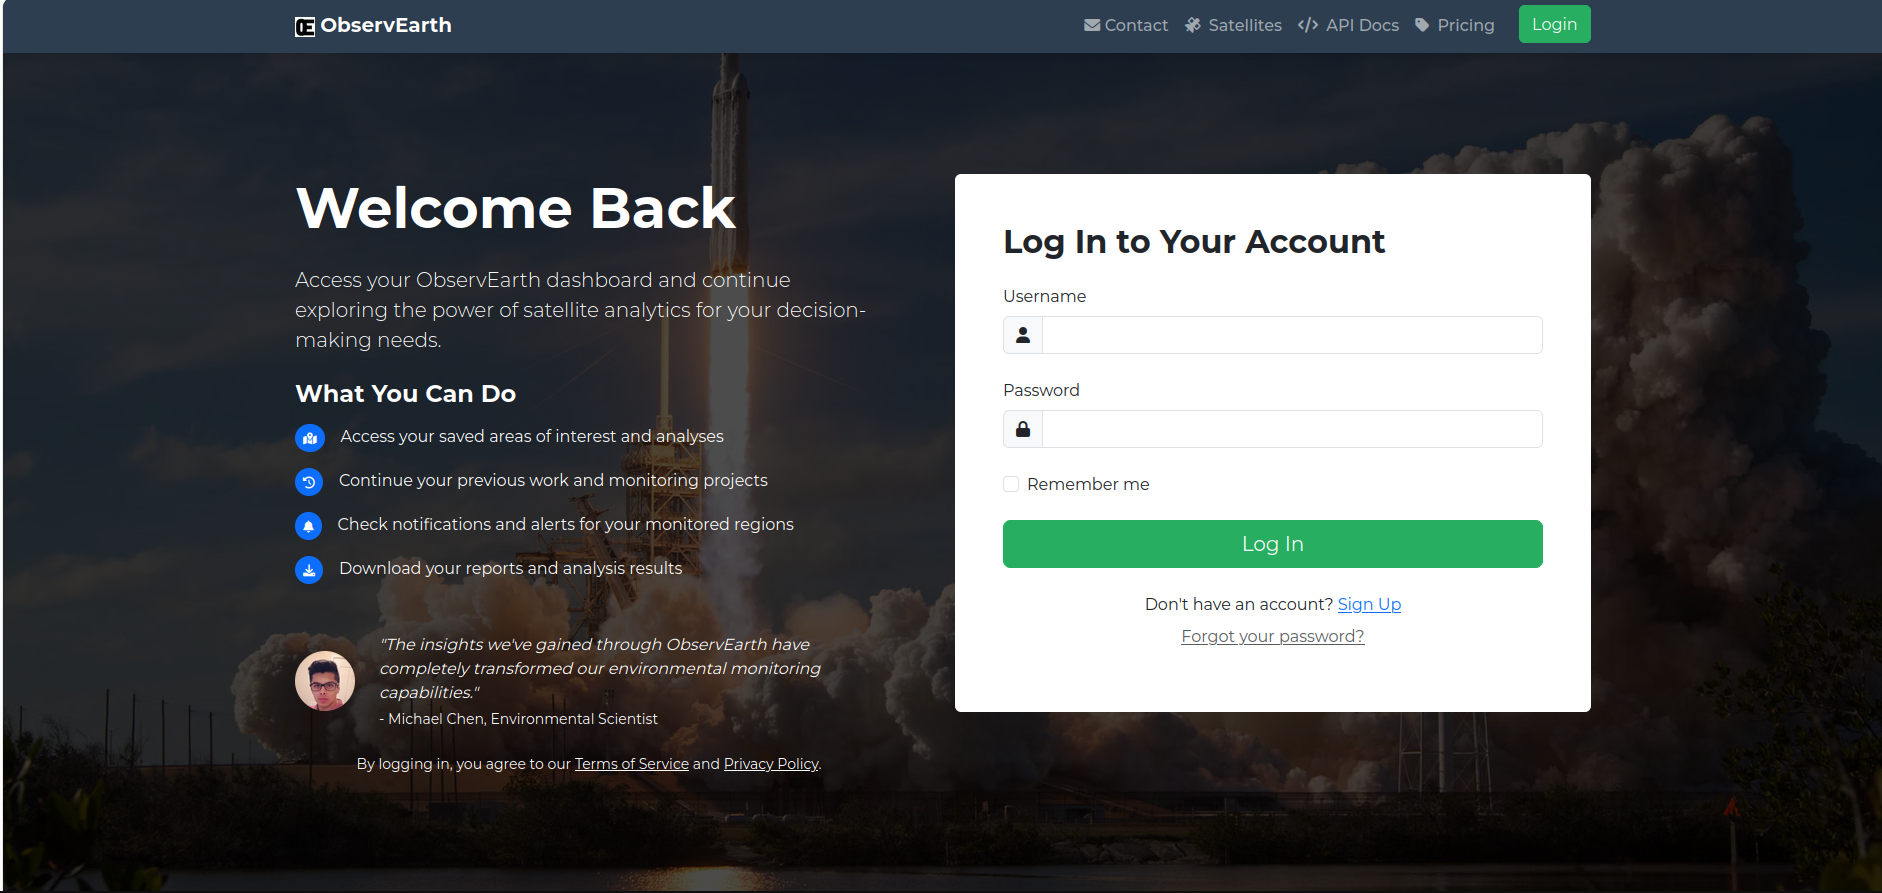 ObservEarth
Contact Satellites API Docs Pricing Login
Welcome Back
Access your ObservEarth dashboard and continue
exploring the power of satellite analytics for your decision-
making needs.
What You Can Do
Access your saved areas of interest and analyses
Continue your previous work and monitoring projects
Check notifications and alerts for your monitored regions
Download your reports and analysis results
"The insights we've gained through ObservEarth have
completely transformed our environmental monitoring
capabilities."
- Michael Chen, Environmental Scientist
By logging in, you agree to our Terms of Service and Privacy Policy.
Log In to Your Account
Username
Password
Remember me
Log In
Don't have an account? Sign Up
Forgot your password?